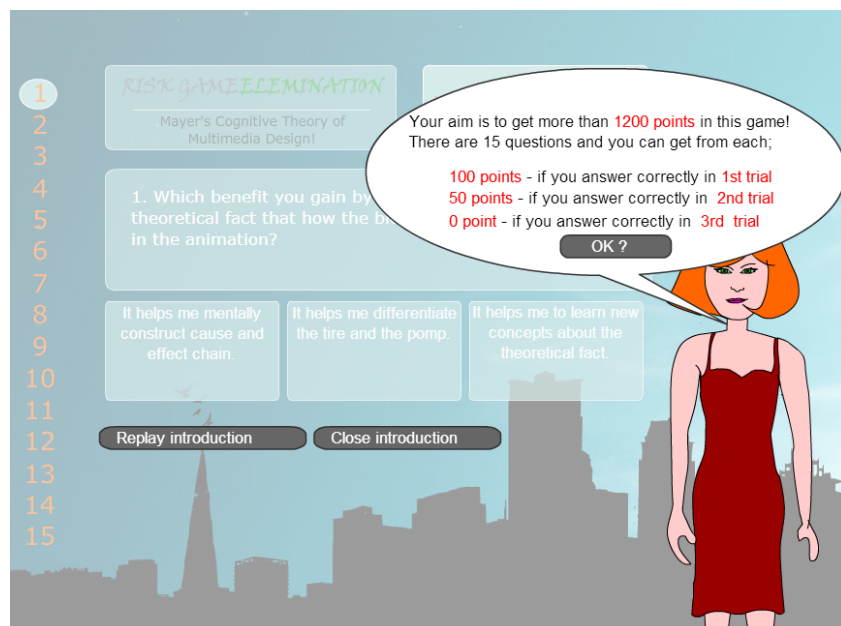 RISK GAME ELEMINATION
Mayer's Cognitive Theory of
Multimedia Design!
Your aim is to get more than 1200 points in this game!
There are 15 questions and you can get from each;
100 points - if you answer correctly in 1st trial
50 points - if you answer correctly in 2nd trial
0 point - if you answer correctly in 3rd trial
OK ?
1. Which benefit you gain by
theoretical fact that how the
in the animation?
It helps me mentally
construct cause and
effect chain.
It helps me differentiate
the tire and the pomp.
It helps me to learn new
concepts about the
theoretical fact.
Replay introduction
Close introduction
1
2
3
4
5
6
7
8
9
10
11
12
13
14
15